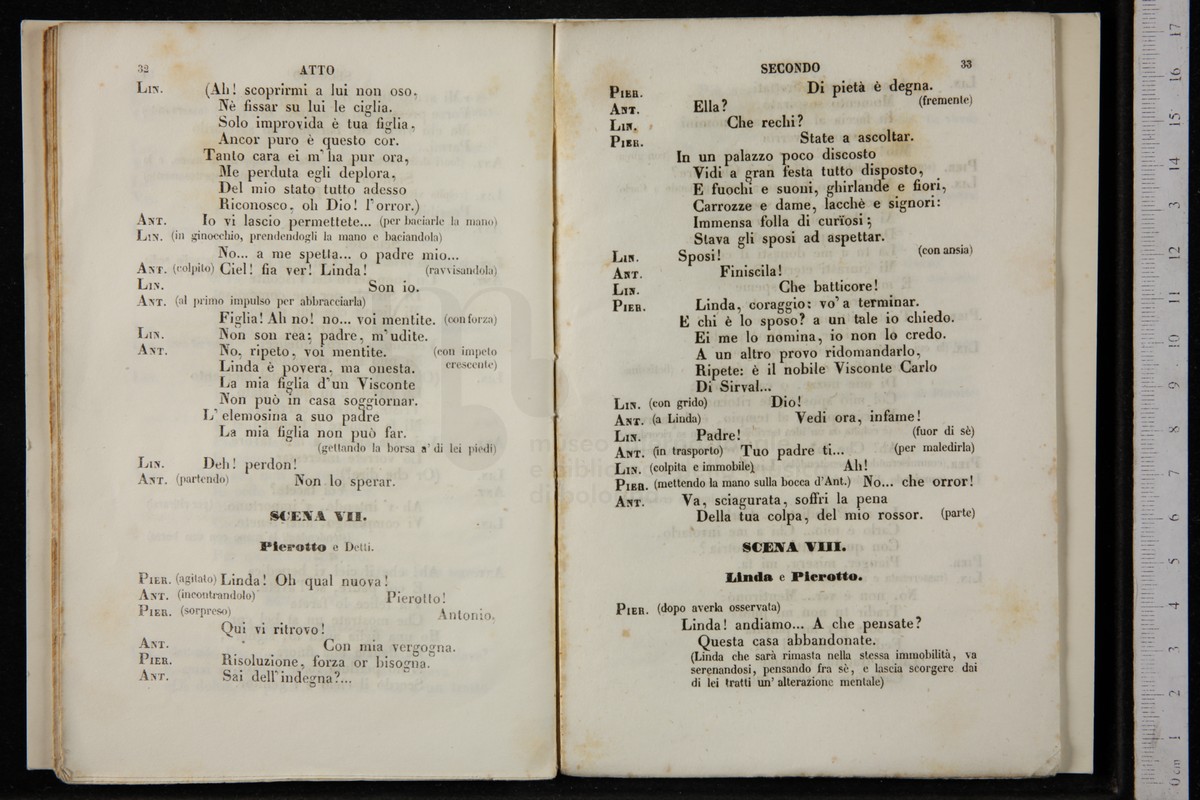 32 ATTO
LIN. (Ah! scoprirmi a lui non oso,
Nè fissar su lui le ciglia.
Solo improvida è tua figlia,
Ancor puro è questo cor.
Tanto cara ei m'ha pur ora,
Me perduta egli deplora,
Del mio stato tutto adesso
Riconosco, oh Dio! l'orror.)
ANT. Io vi lascio permettete... (per baciarle la mano)
LIN. (in ginocchio, prendendogli la mano e baciandola)
No... a me spetta... o padre mio...
ANT. (colpito) Ciel! fia ver! Linda! (ravvisandola)
LIN. Son io.
ANT. (al primo impulso per abbracciarla)
Figlia! Ah no! no... voi mentite. (con forza)
LIN. Non son rea; padre, m'udite.
ANT. No, ripeto, voi mentite. (con impeto
Linda è povera, ma onesta. crescente)
La mia figlia d'un Visconte
Non può in casa soggiornar.
L'elemosina a suo padre
La mia figlia non può far.
(gettando la borsa a' di lei piedi)
LIN. Deh! perdon!
ANT. (partendo) Non lo sperar.
SCENA VII.
Pierotto e Detti.
PIER. (agitato) Linda! Oh qual nuova!
ANT. (incontrandolo) Pierotto!
PIER. (sorpreso) Antonio,
Qui vi ritrovo!
ANT. Con mia vergogna.
PIER. Risoluzione, forza or bisogna.
ANT. Sai dell'indegna?...
SECONDO 33
PIER. Di pietà è degna.
ANT. Ella? (fremente)
LIN. Che rechi?
PIER. State a ascoltar.
In un palazzo poco discosto
Vidi a gran festa tutto disposto,
E fuochi e suoni, ghirlande e fiori,
Carrozze e dame, lacchè e signori:
Immensa folla di curïosi;
Stava gli sposi ad aspettar.
LIN. Sposi! (con ansia)
ANT. Finiscila!
LIN. Che batticore!
PIER. Linda, coraggio: vo' a terminar.
E chi è lo sposo? a un tale io chiedo.
Ei me lo nomina, io non lo credo.
A un altro provo ridomandarlo,
Ripete: è il nobile Visconte Carlo
Di Sirval...
LIN. (con grido) Dio!
ANT. (a Linda) Vedi ora, infame!
LIN. Padre! (fuor di sè)
ANT. (in trasporto) Tuo padre ti... (per maledirla)
LIN. (colpita e immobile) Ah!
PIER. (mettendo la mano sulla bocca d'Ant.) No... che orror!
ANT. Va, sciagurata, soffri la pena
Della tua colpa, del mio rossor. (parte)
SCENA VIII.
Linda e Pierotto.
PIER. (dopo averla osservata)
Linda! andiamo... A che pensate?
Questa casa abbandonate.
(Linda che sarà rimasta nella stessa immobilità, va
serenandosi, pensando fra sè, e lascia scorgere dai
di lei tratti un' alterazione mentale)